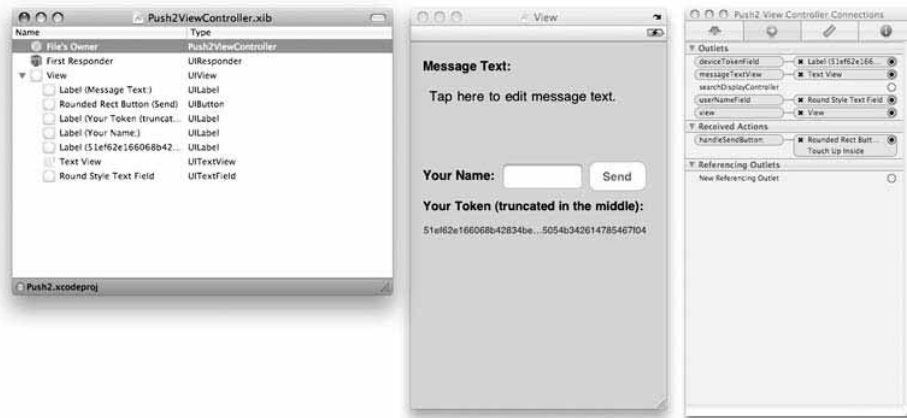 Push2ViewController.xib
Name Type
File's Owner Push2ViewController
First Responder UIResponder
View UIView
Label (Message Text:) UILabel
Rounded Rect Button (Send) UIButton
Label (Your Token (truncat... UILabel
Label (Your Name:) UILabel
Label (51ef62e166068b42... UILabel
Text View UITextView
Round Style Text Field UITextField
Push2.xcodeproj
View
Message Text:
Tap here to edit message text.
Your Name: Send
Your Token (truncated in the middle):
51ef62e166068b42834be...5054b342614785467f04
Push2 View Controller Connections
Outlets
deviceTokenField Label (51ef62e166...
messageTextView Text View
searchDisplayController
userNameField Round Style Text Field
view View
Received Actions
handleSendButton: Rounded Rect Butt...
Touch Up Inside
Referencing Outlets
New Referencing Outlet